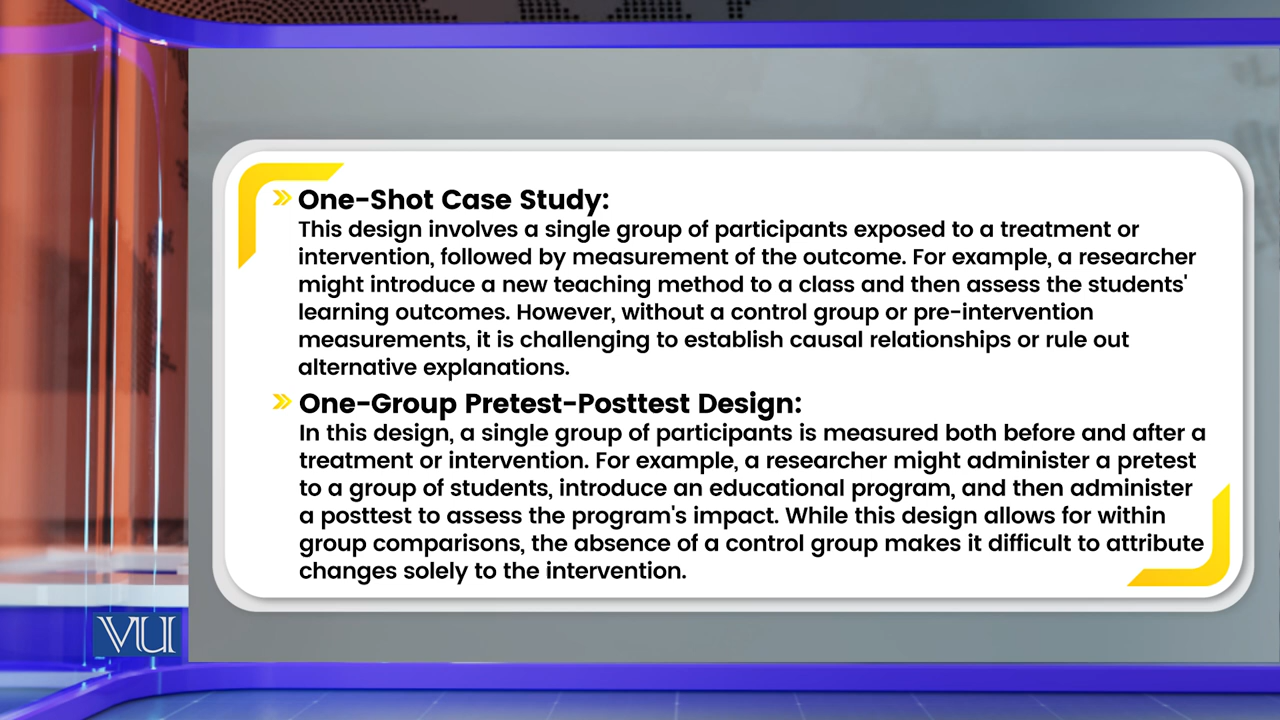 One-Shot Case Study:
This design involves a single group of participants exposed to a treatment or
intervention, followed by measurement of the outcome. For example, a researcher
might introduce a new teaching method to a class and then assess the students'
learning outcomes. However, without a control group or pre-intervention
measurements, it is challenging to establish causal relationships or rule out
alternative explanations.
One-Group Pretest-Posttest Design:
In this design, a single group of participants is measured both before and after a
treatment or intervention. For example, a researcher might administer a pretest
to a group of students, introduce an educational program, and then administer
a posttest to assess the program's impact. While this design allows for within
group comparisons, the absence of a control group makes it difficult to attribute
changes solely to the intervention.
VU